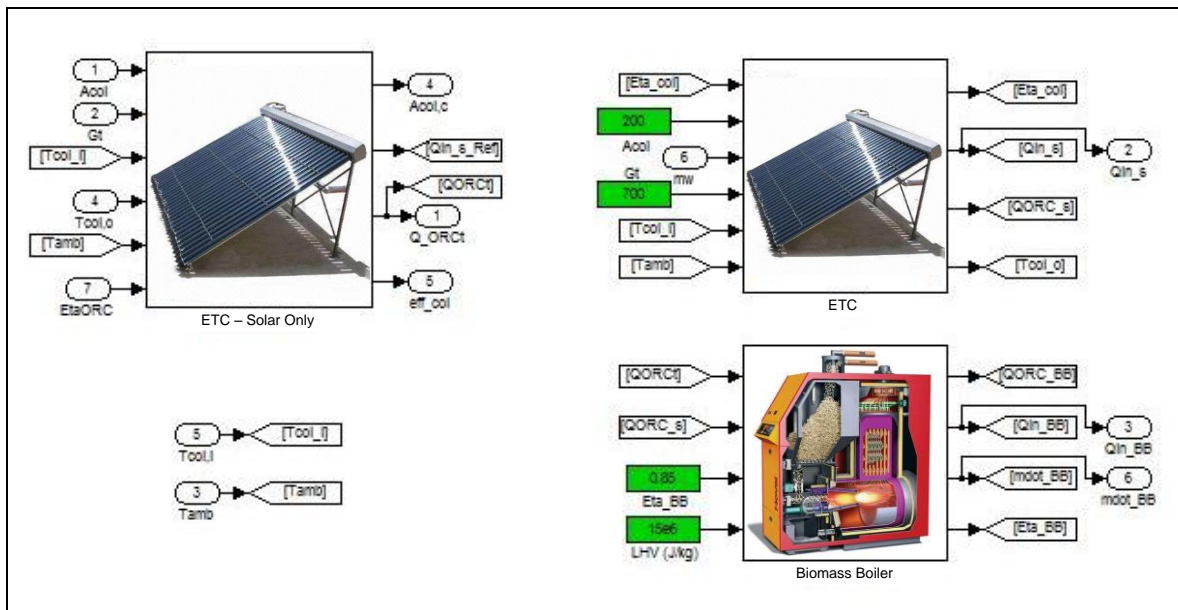 1
Acol
2
Gt
[Tcol_i]
4
Tcol,o
[Tamb]
7
EtaORC
4
Acol,c
[Qin_s_Ref]
[QORCt]
1
Q_ORCt
5
eff_col
ETC – Solar Only
5
Tcol,i
[Tcol_i]
3
Tamb
[Tamb]
[Eta_col]
200
Acol
6
mw
Gt
700
[Tcol_i]
[Tamb]
[Eta_col]
[Qin_s]
2
Qin_s
[QORC_s]
[Tcol_o]
ETC
[QORCt]
[QORC_s]
0.85
Eta_BB
15e6
LHV (J/kg)
[QORC_BB]
[Qin_BB]
3
Qin_BB
[mdot_BB]
6
mdot_BB
[Eta_BB]
Biomass Boiler